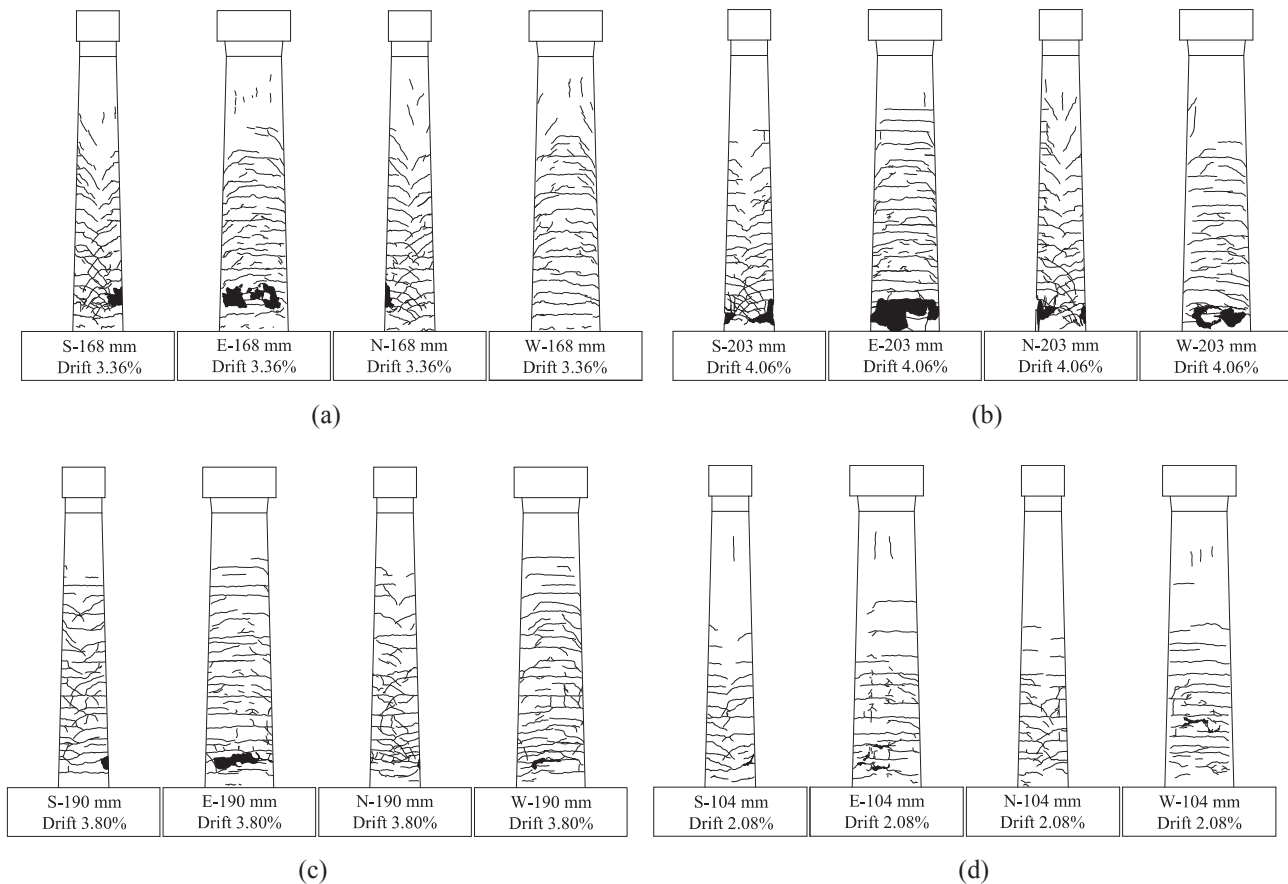 S-168 mm
Drift 3.36%
E-168 mm
Drift 3.36%
N-168 mm
Drift 3.36%
W-168 mm
Drift 3.36%
(a)
S-203 mm
Drift 4.06%
E-203 mm
Drift 4.06%
N-203 mm
Drift 4.06%
W-203 mm
Drift 4.06%
(b)
S-190 mm
Drift 3.80%
E-190 mm
Drift 3.80%
N-190 mm
Drift 3.80%
W-190 mm
Drift 3.80%
(c)
S-104 mm
Drift 2.08%
E-104 mm
Drift 2.08%
N-104 mm
Drift 2.08%
W-104 mm
Drift 2.08%
(d)